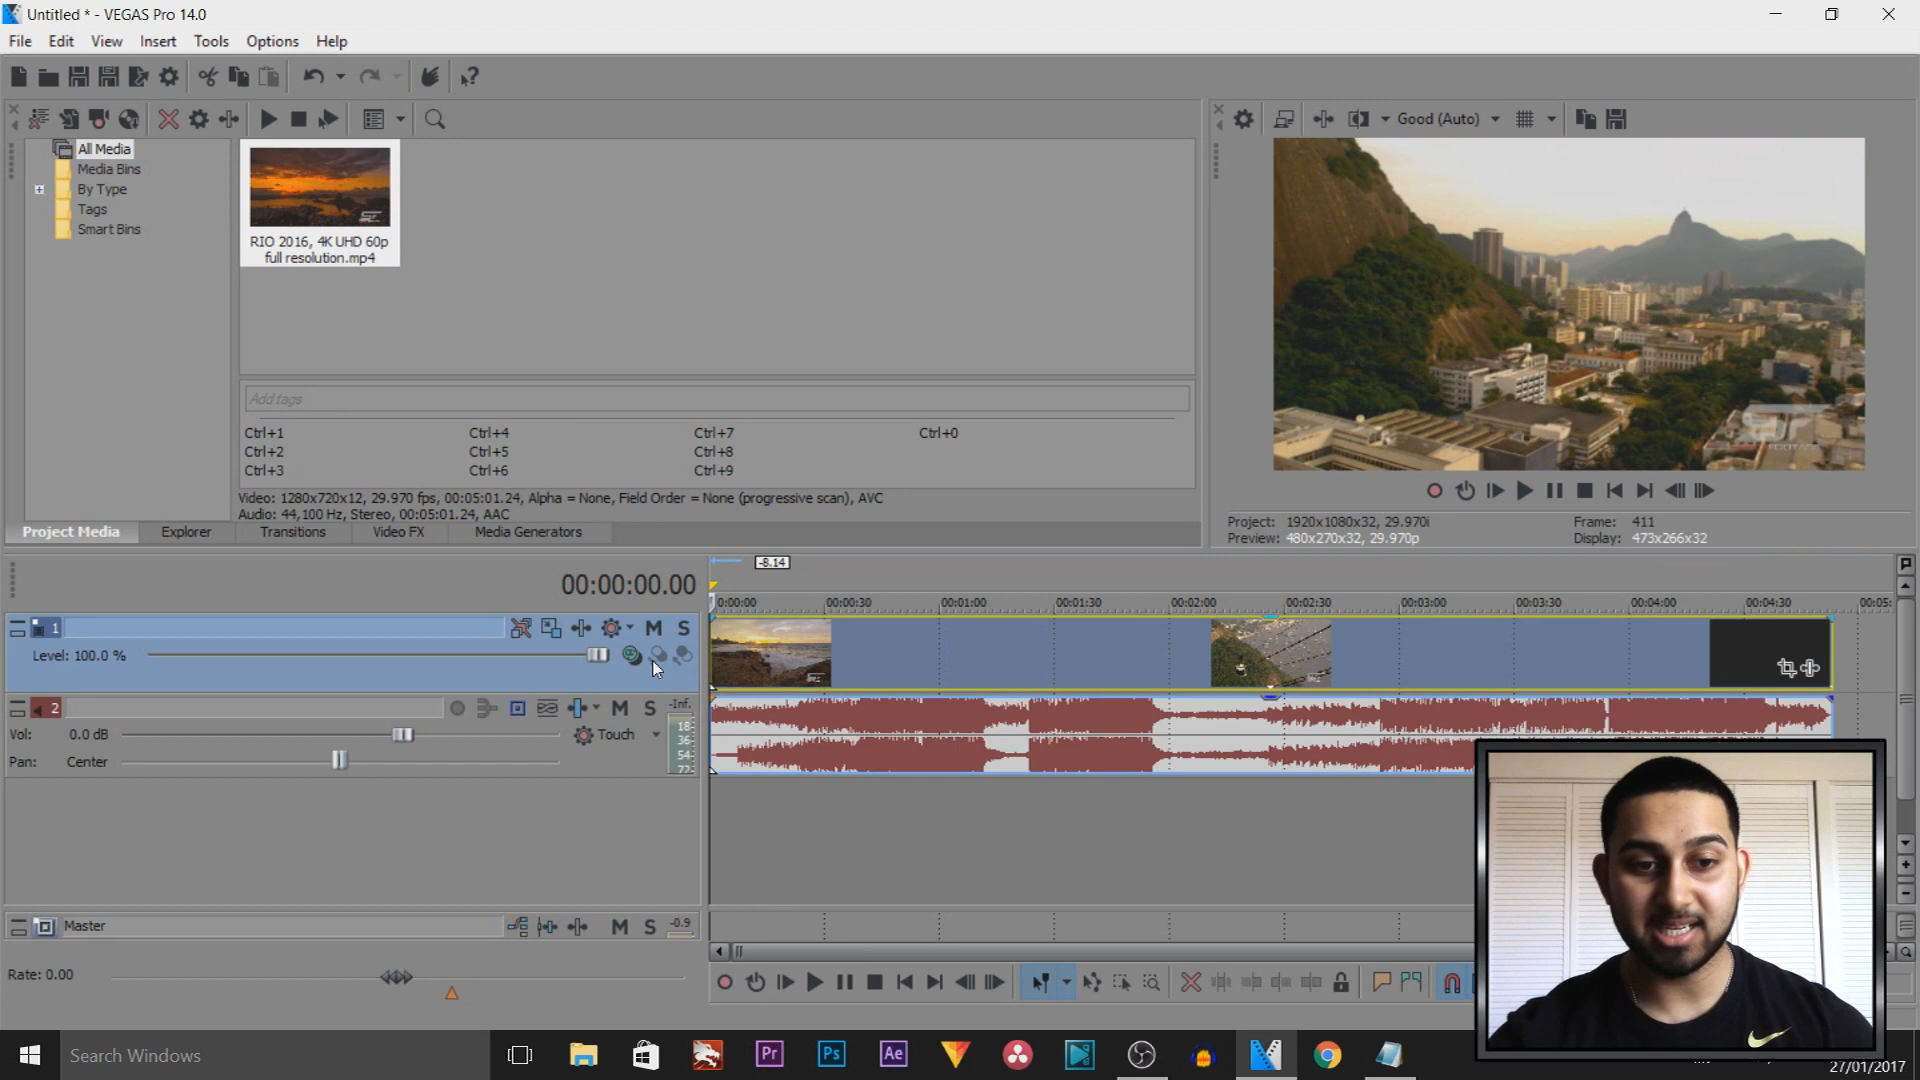 Untitled * - VEGAS Pro 14.0
File Edit View Insert Tools Options Help
Good (Auto)
All Media
Media Bins
By Type
Tags
Smart Bins
RIO 2016, 4K UHD 60p
full resolution.mp4
Add tags
Ctrl+1 Ctrl+4 Ctrl+7 Ctrl+0
Ctrl+2 Ctrl+5 Ctrl+8
Ctrl+3 Ctrl+6 Ctrl+9
Video: 1280x720x12, 29.970 fps, 00:05:01.24, Alpha = None, Field Order = None (progressive scan), AVC
Audio: 44,100 Hz, Stereo, 00:05:01.24, AAC
Project Media Explorer Transitions Video FX Media Generators
Project: 1920x1080x32, 29.970i Frame: 411
Preview: 480x270x32, 29.970p Display: 473x266x32
-8.14
00:00:00.00
0:00:00 00:00:30 00:01:00 00:01:30 00:02:00 00:02:30 00:03:00 00:03:30 00:04:00 00:04:30 00:05:
1 M S
Level: 100.0 %
2 M S -Inf.
Vol: 0.0 dB Touch
18
36
54
72
Pan: Center
Master M S -0.9
Rate: 0.00
Search Windows
Pr Ps Ae
27/01/2017